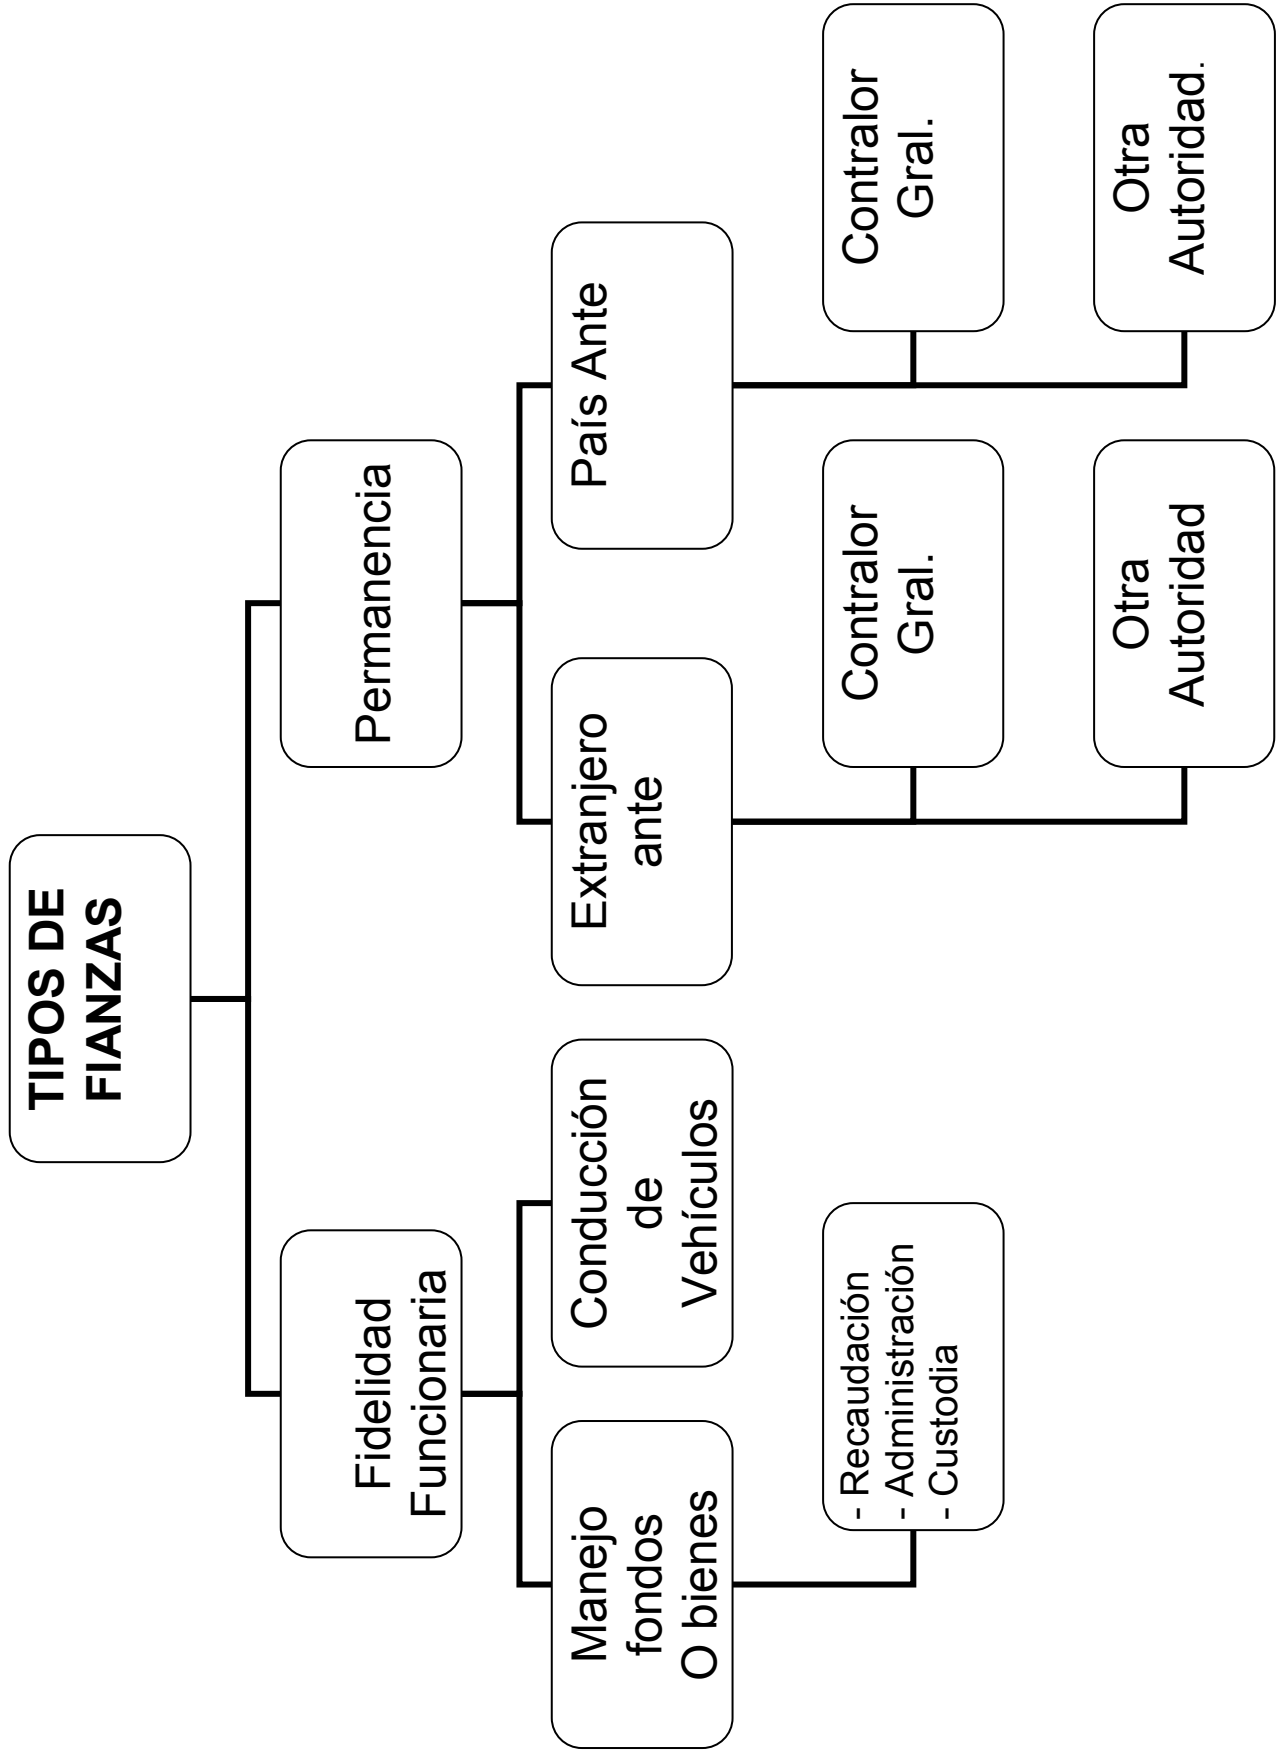 TIPOS DE
FIANZAS
Fidelidad
Funcionaria
Permanencia
Manejo
fondos
O bienes
Conducción
de
Vehículos
Extranjero
ante
País Ante
- Recaudación
- Administración
- Custodia
Contralor
Gral.
Contralor
Gral.
Otra
Autoridad
Otra
Autoridad.